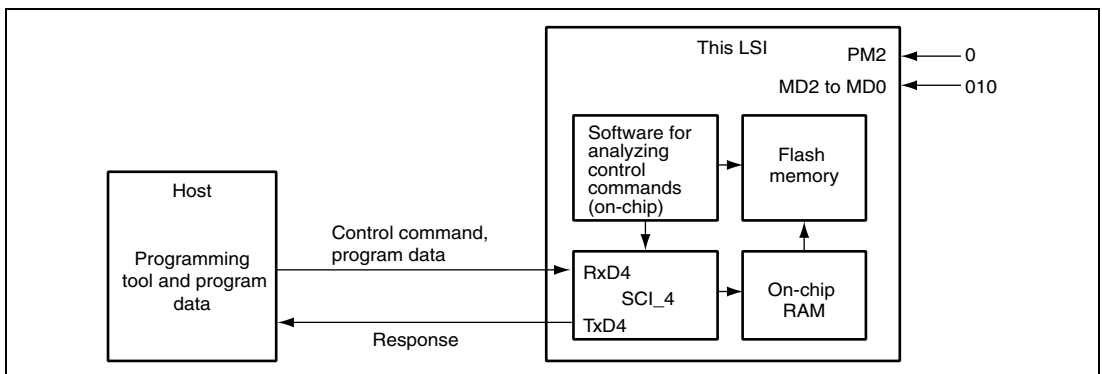 This LSI
PM2
0
MD2 to MD0
010
Software for
analyzing
control
commands
(on-chip)
Flash
memory
Host
Programming
tool and program
data
Control command,
program data
Response
RxD4
SCI_4
TxD4
On-chip
RAM